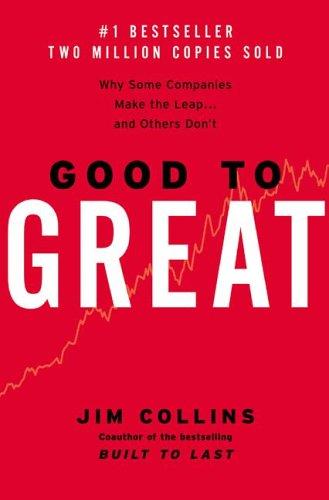 #1 BESTSELLER
TWO MILLION COPIES SOLD
Why Some Companies
Make the Leap...
and Others Don't
GOOD TO
GREAT
JIM COLLINS
Coauthor of the bestselling
BUILT TO LAST